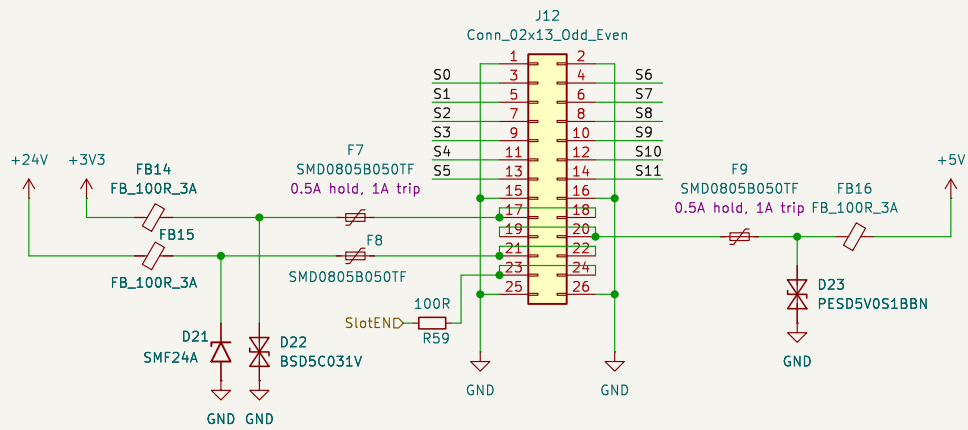 J12
Conn_02x13_Odd_Even
1 2
S0 3 4 S6
S1 5 6 S7
S2 7 8 S8
S3 9 10 S9
S4 11 12 S10
S5 13 14 S11
15 16
17 18
19 20
21 22
23 24
25 26
+24V
+3V3
FB14
FB_100R_3A
FB15
FB_100R_3A
F7
SMD0805B050TF
0.5A hold, 1A trip
F8
SMD0805B050TF
100R
SlotEN
R59
D21
SMF24A
D22
BSD5C031V
GND
GND
GND
GND
F9
SMD0805B050TF
0.5A hold, 1A trip
FB16
FB_100R_3A
+5V
D23
PESD5V0S1BBN
GND